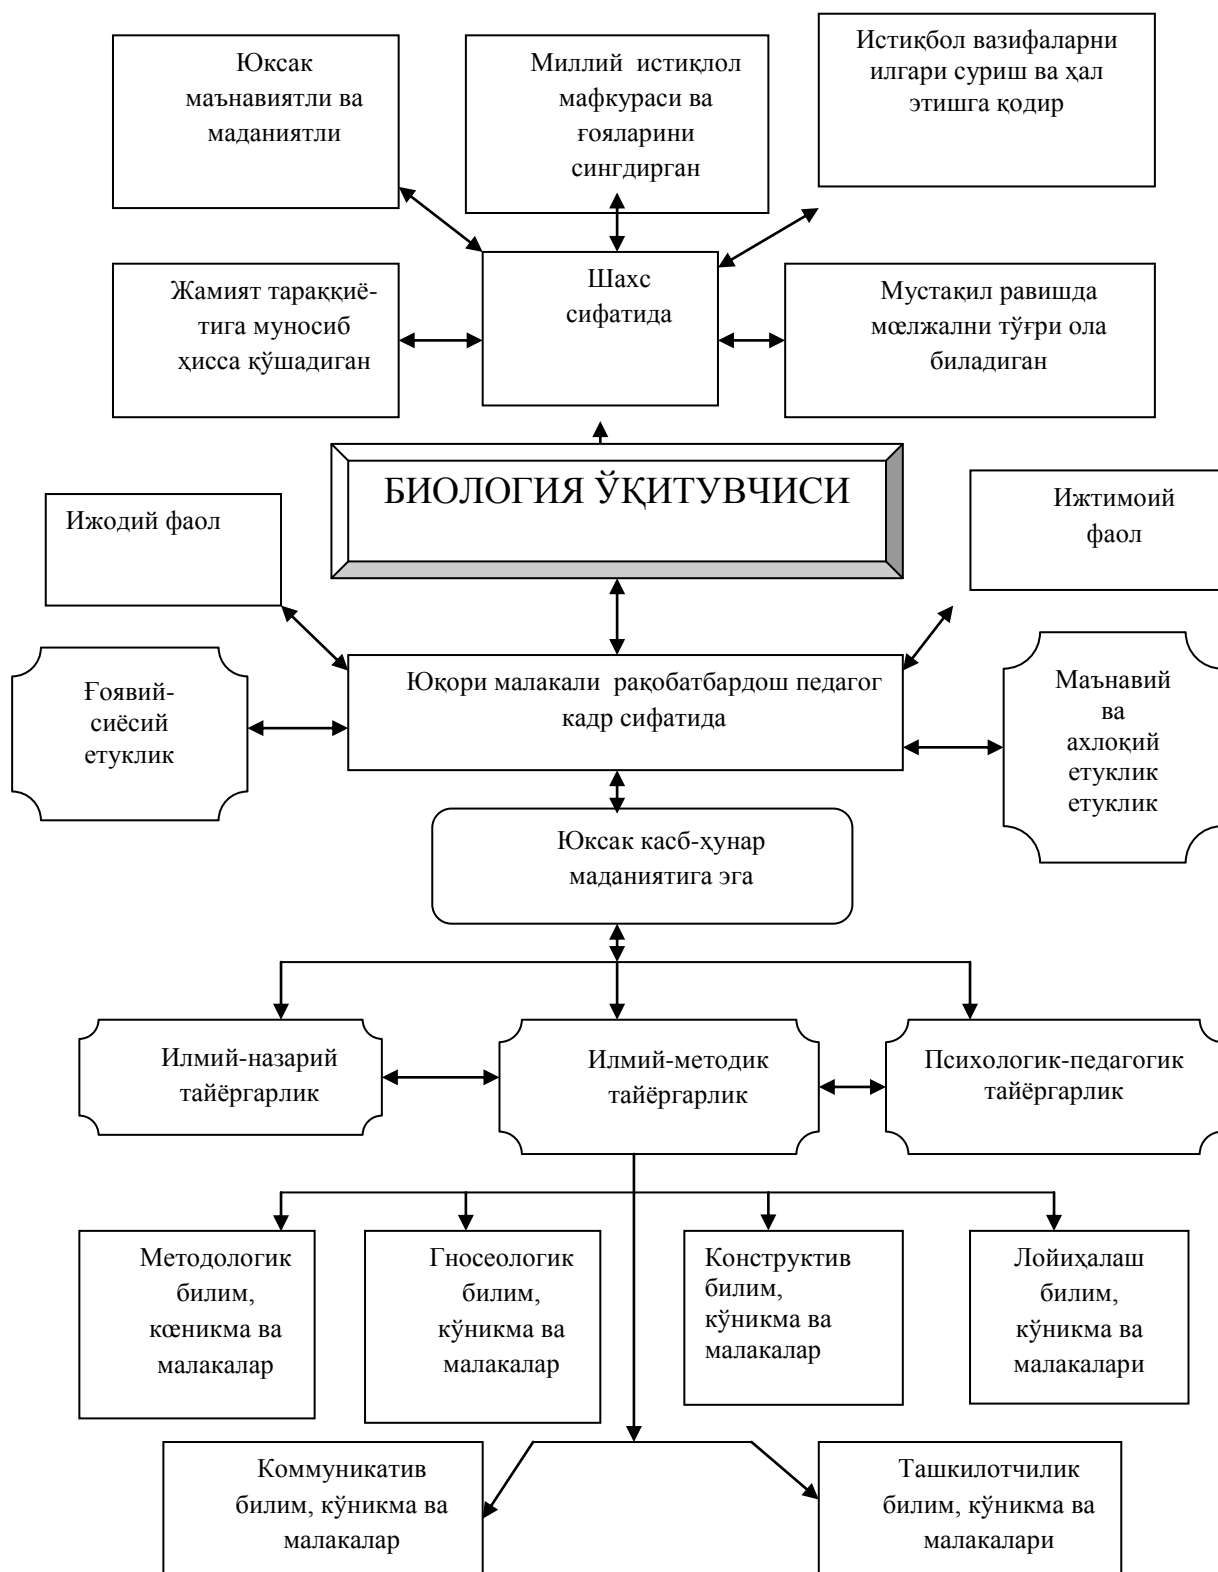 Юксак
маънавиятли ва
маданиятли
Миллий истиқлол
мафкураси ва
ғояларини
сингдирган
Истиқбол вазифаларни
илгари суриш ва ҳал
этишга қодир
Жамият тараққиё-
тига муносиб
ҳисса қўшадиган
Шахс
сифатида
Мустақил равишда
мœлжални тўғри ола
биладиган
БИОЛОГИЯ ЎҚИТУВЧИСИ
Ижодий фаол
Ижтимоий
фаол
Ғоявий-
сиёсий
етуклик
Юқори малакали рақобатбардош педагог
кадр сифатида
Маънавий
ва
ахлоқий
етуклик
етуклик
Юксак касб-ҳунар
маданиятига эга
Илмий-назарий
тайёргарлик
Илмий-методик
тайёргарлик
Психологик-педагогик
тайёргарлик
Методологик
билим,
кœникма ва
малакалар
Гносеологик
билим,
кўникма ва
малакалар
Конструктив
билим,
кўникма ва
малакалар
Лойиҳалаш
билим,
кўникма ва
малакалари
Коммуникатив
билим, кўникма ва
малакалар
Ташкилотчилик
билим, кўникма ва
малакалари